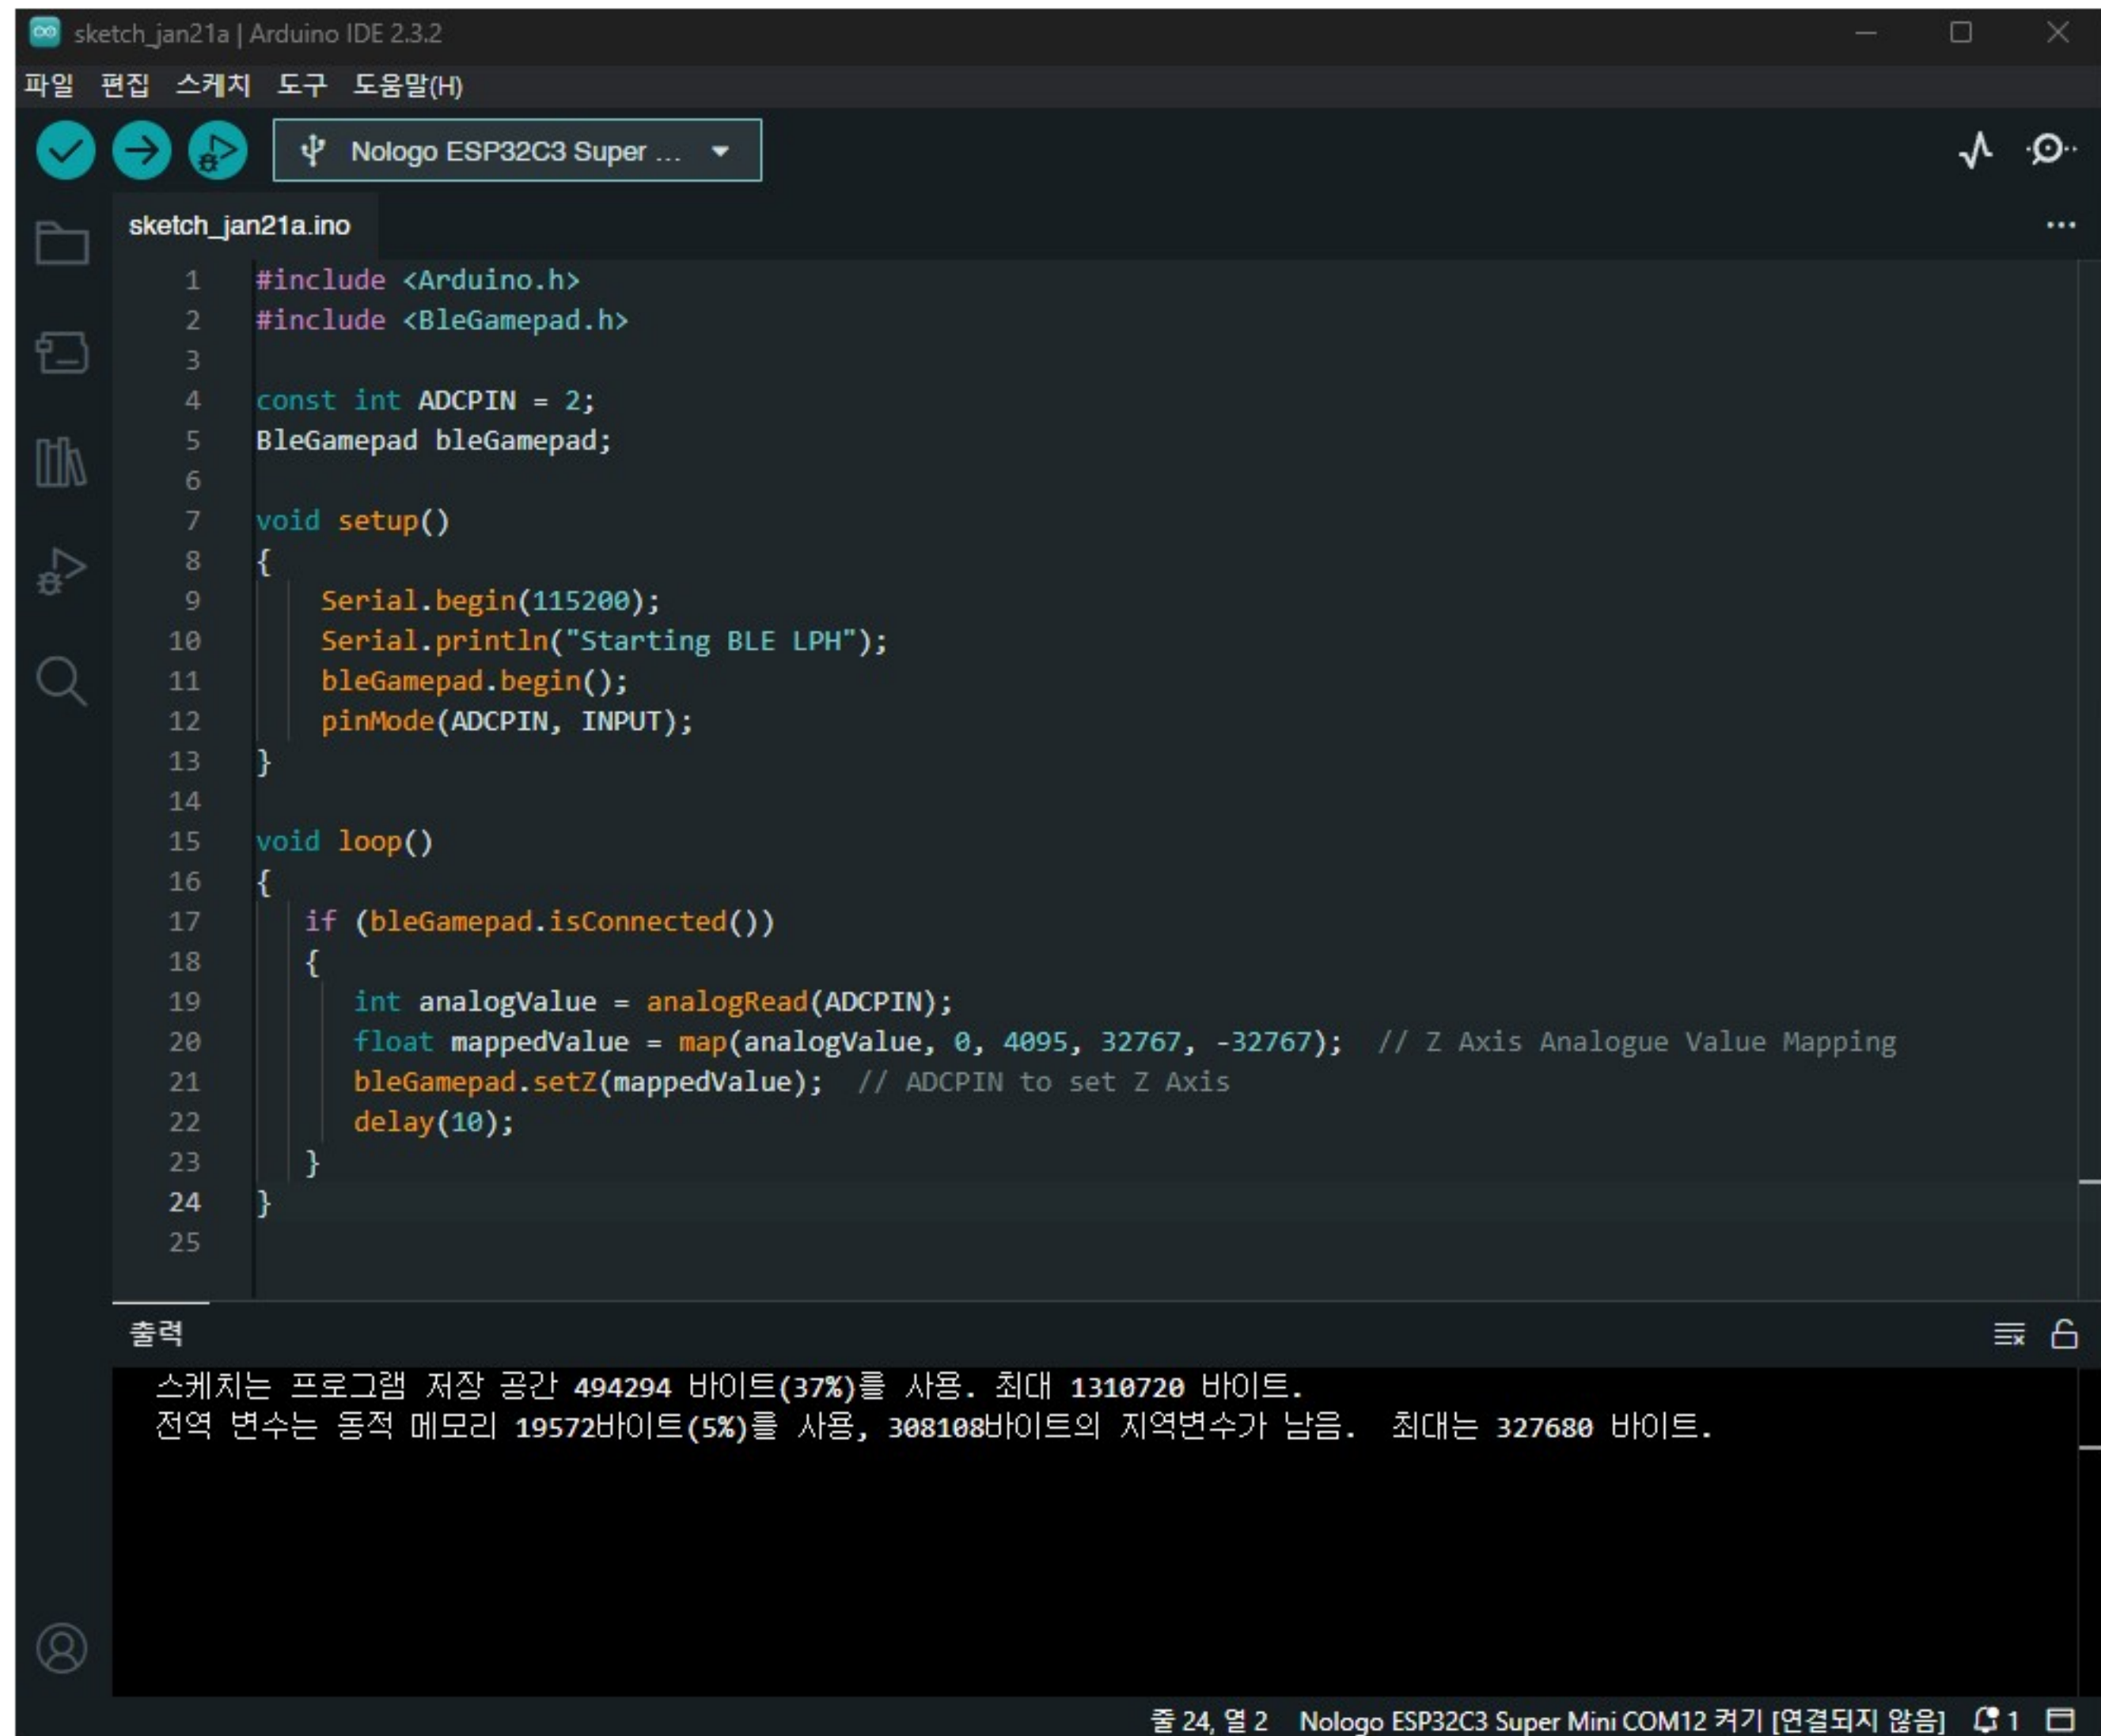 sketch_jan21a | Arduino IDE 2.3.2
파일 편집 스케치 도구 도움말(H)
Nologo ESP32C3 Super ...
sketch_jan21a.ino
1 #include <Arduino.h>
2 #include <BleGamepad.h>
3
4 const int ADCPIN = 2;
5 BleGamepad bleGamepad;
6
7 void setup()
8 {
9 Serial.begin(115200);
10 Serial.println("Starting BLE LPH");
11 bleGamepad.begin();
12 pinMode(ADCPIN, INPUT);
13 }
14
15 void loop()
16 {
17 if (bleGamepad.isConnected())
18 {
19 int analogValue = analogRead(ADCPIN);
20 float mappedValue = map(analogValue, 0, 4095, 32767, -32767); // Z Axis Analogue Value Mapping
21 bleGamepad.setZ(mappedValue); // ADCPIN to set Z Axis
22 delay(10);
23 }
24 }
25
출력
스케치는 프로그램 저장 공간 494294 바이트(37%)를 사용. 최대 1310720 바이트.
전역 변수는 동적 메모리 19572바이트(5%)를 사용, 308108바이트의 지역변수가 남음. 최대는 327680 바이트.
줄 24, 열 2 Nologo ESP32C3 Super Mini COM12 켜기 [연결되지 않음] 1